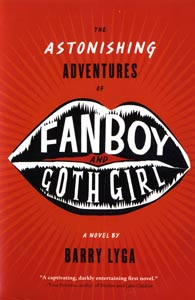 THE
ASTONISHING
ADVENTURES
OF
FANBOY
AND
GOTH GIRL
A NOVEL BY
BARRY LYGA
"A captivating, darkly entertaining first novel."